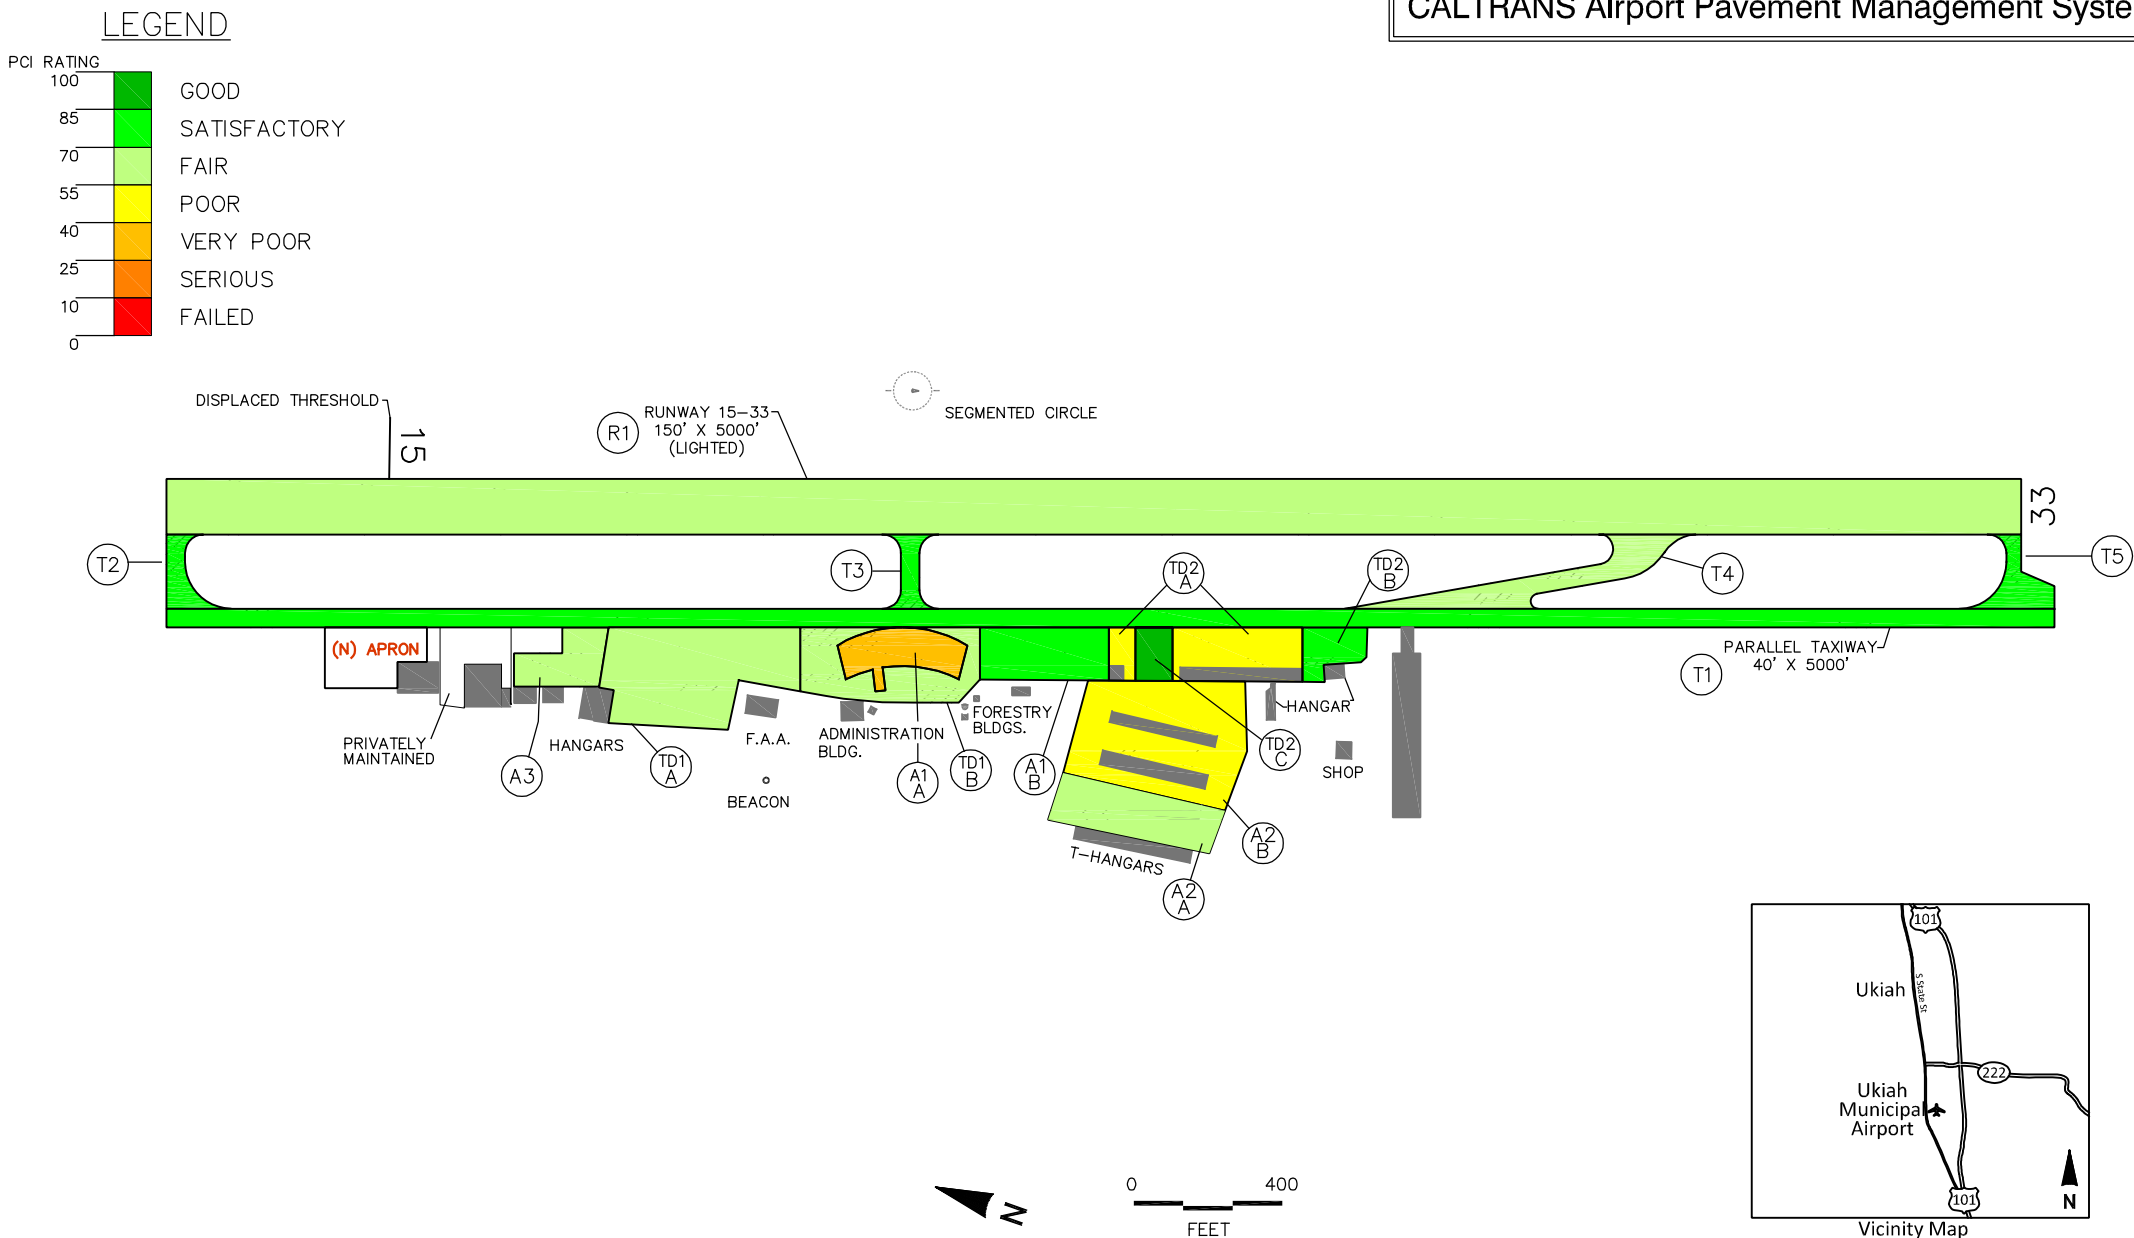 CALTRANS Airport Pavement Management Syste
LEGEND
PCI RATING
100
GOOD
85
SATISFACTORY
70
FAIR
55
POOR
40
VERY POOR
25
SERIOUS
10
FAILED
0
DISPLACED THRESHOLD
15
R1
RUNWAY 15-33
150' X 5000'
(LIGHTED)
SEGMENTED CIRCLE
33
T2
T3
TD2
A
TD2
B
T4
T5
(N) APRON
PARALLEL TAXIWAY
40' X 5000'
T1
PRIVATELY
MAINTAINED
A3
HANGARS
TD1
A
F.A.A.
BEACON
ADMINISTRATION
BLDG.
A1
A
TD1
B
FORESTRY
BLDGS.
A1
B
HANGAR
TD2
C
SHOP
A2
B
T-HANGARS
A2
A
101
Ukiah
S State St
222
Ukiah
Municipal
Airport
101
N
Vicinity Map
N
0 400
FEET